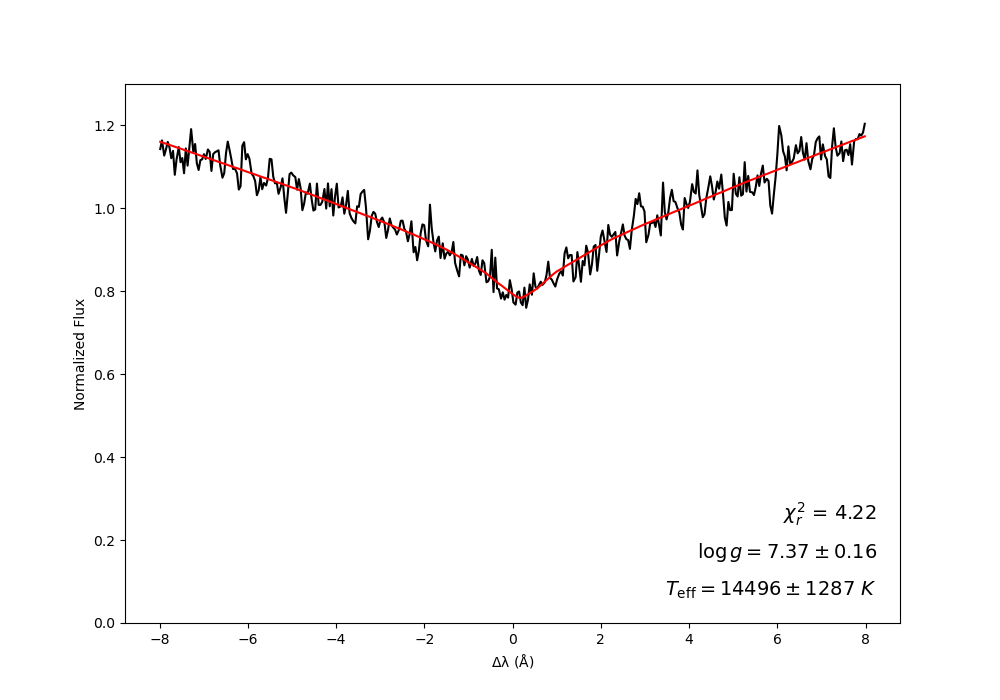 1.2
1.0
0.8
0.6
0.4
0.2
0.0
Normalized Flux
χ²ᵣ = 4.22
log g = 7.37 ± 0.16
T_eff = 14496 ± 1287 K
−8 −6 −4 −2 0 2 4 6 8
Δλ (Å)